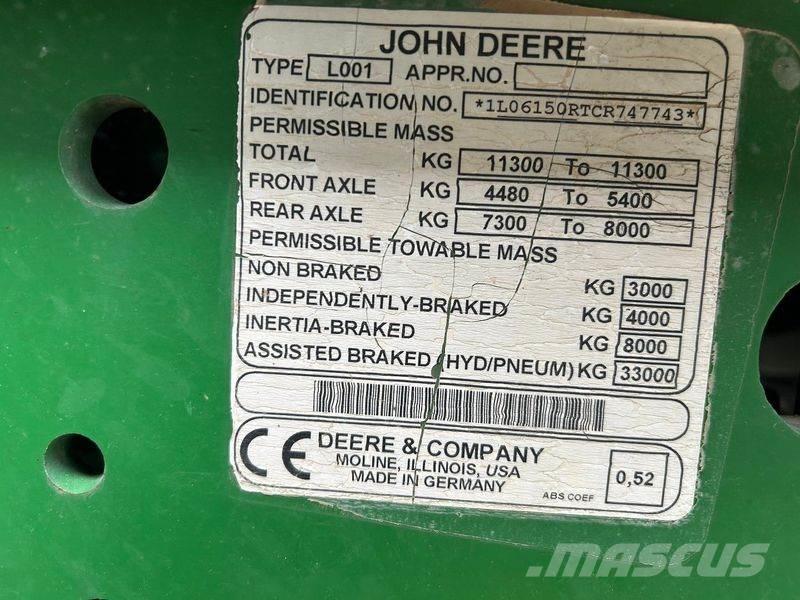 JOHN DEERE
TYPE L001 APPR.NO.
IDENTIFICATION NO. *1L06150RTCR747743*
PERMISSIBLE MASS
TOTAL KG 11300 To 11300
FRONT AXLE KG 4480 To 5400
REAR AXLE KG 7300 To 8000
PERMISSIBLE TOWABLE MASS
NON BRAKED KG 3000
INDEPENDENTLY-BRAKED KG 4000
INERTIA-BRAKED KG 8000
ASSISTED BRAKED (HYD/PNEUM) KG 33000
CE DEERE & COMPANY
MOLINE, ILLINOIS, USA
MADE IN GERMANY
ABS COEF 0,52
MASCUS